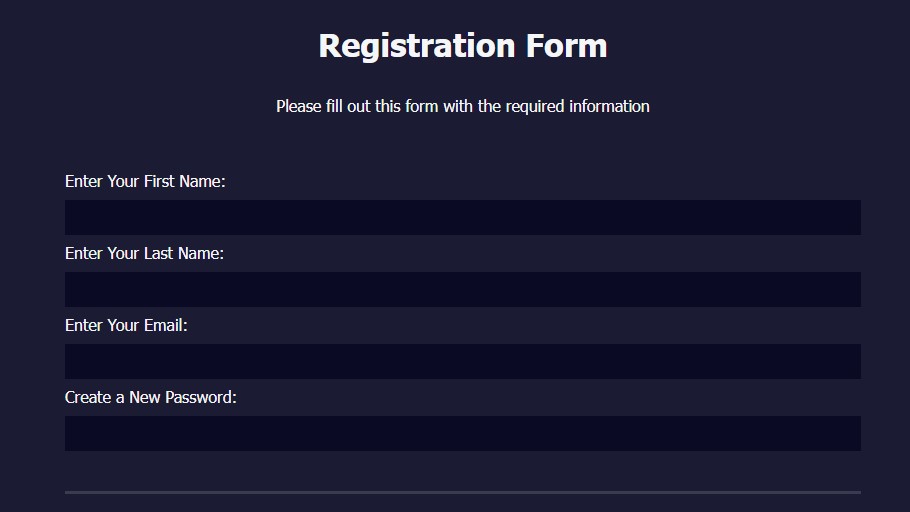 Registration Form
Please fill out this form with the required information
Enter Your First Name:
Enter Your Last Name:
Enter Your Email:
Create a New Password: